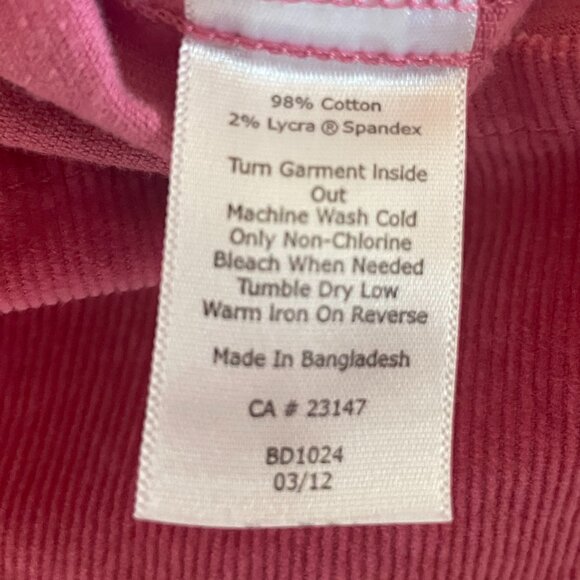 98% Cotton
2% Lycra ® Spandex
Turn Garment Inside
Out
Machine Wash Cold
Only Non-Chlorine
Bleach When Needed
Tumble Dry Low
Warm Iron On Reverse
Made In Bangladesh
CA # 23147
BD1024
03/12